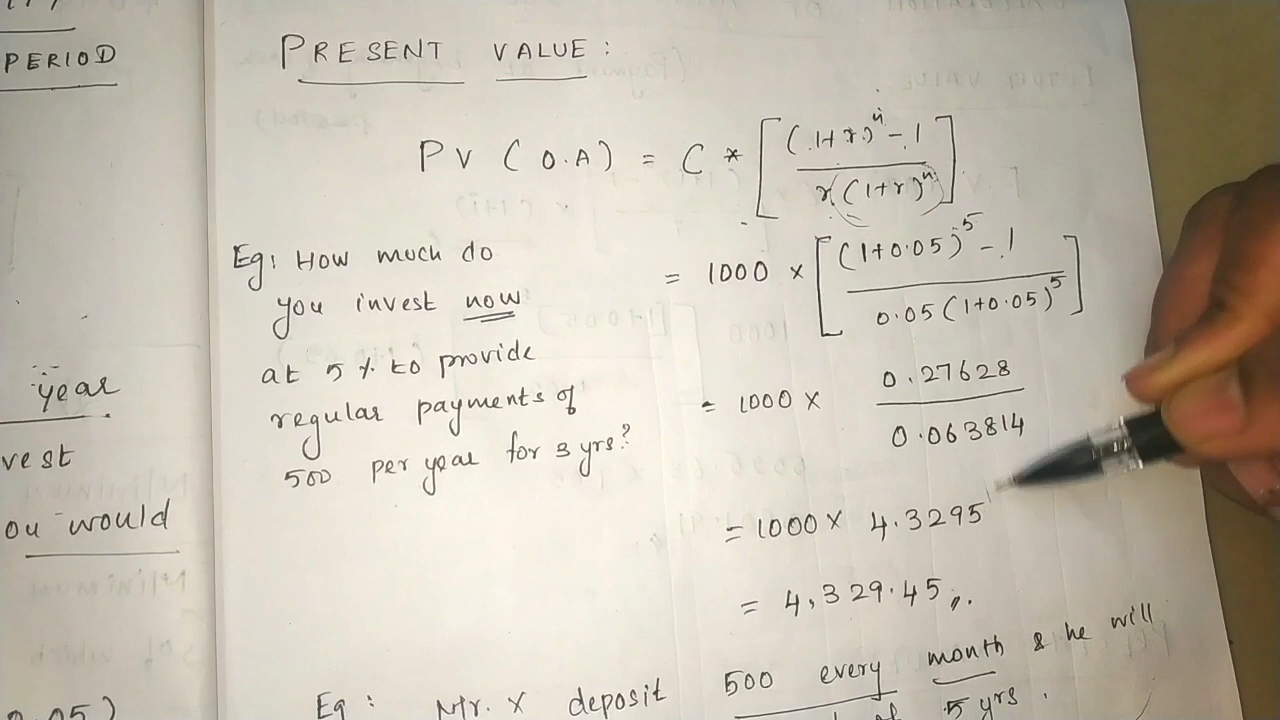 PERIOD
year
vest
ou would
0.05)
PRESENT VALUE:
PV (O.A) = C * [ (1+r)^n - 1 / r(1+r)^n ]
Eg: How much do
you invest now
at 5 % to provide
regular payments of
500 per year for 3 yrs?
= 1000 × [ (1+0.05)^5 - 1 / 0.05(1+0.05)^5 ]
= 1000 × 0.27628 / 0.063814
= 1000 × 4.3295
= 4,329.45
Eg: Mr. X deposit 500 every month & he will
5 yrs.